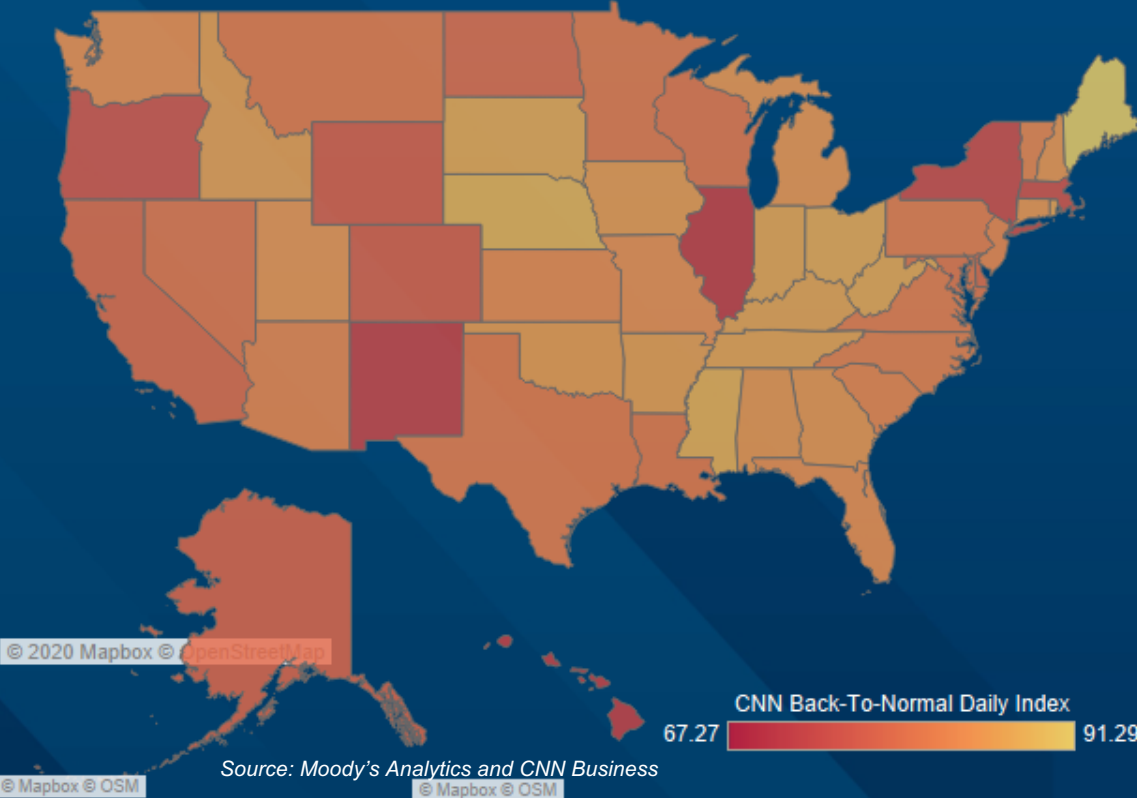 © 2020 Mapbox © OpenStreetMap
CNN Back-To-Normal Daily Index
67.27
91.29
Source: Moody’s Analytics and CNN Business
© Mapbox © OSM
© Mapbox © OSM